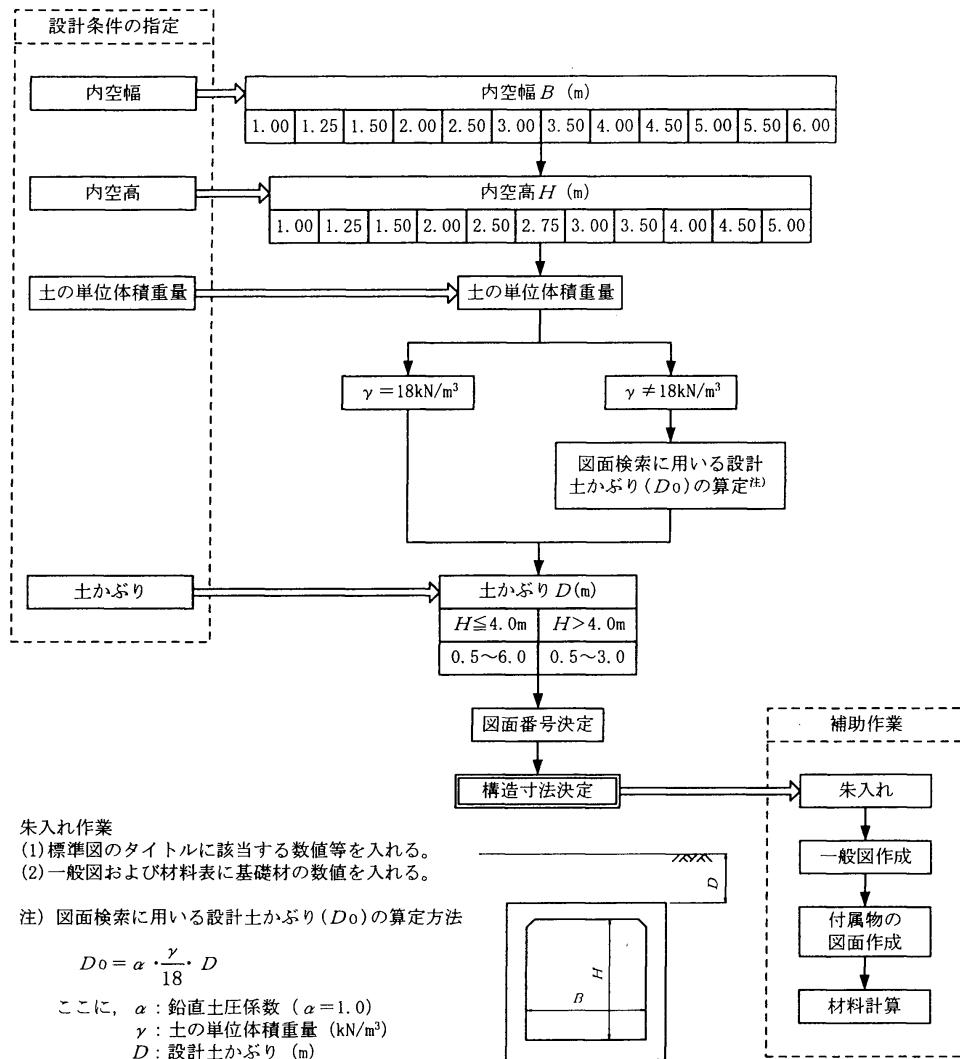 設計条件の指定
内空幅
内空幅 B (m)
1.00 1.25 1.50 2.00 2.50 3.00 3.50 4.00 4.50 5.00 5.50 6.00
内空高
内空高 H (m)
1.00 1.25 1.50 2.00 2.50 2.75 3.00 3.50 4.00 4.50 5.00
土の単位体積重量
土の単位体積重量
γ=18kN/m³
γ≠18kN/m³
図面検索に用いる設計
土かぶり(D0)の算定注)
土かぶり
土かぶり D(m)
H≦4.0m H>4.0m
0.5～6.0 0.5～3.0
図面番号決定
構造寸法決定
補助作業
朱入れ
一般図作成
付属物の
図面作成
材料計算
朱入れ作業
(1)標準図のタイトルに該当する数値等を入れる。
(2)一般図および材料表に基礎材の数値を入れる。
注) 図面検索に用いる設計土かぶり(D0)の算定方法
D0=α・γ/18・D
ここに, α:鉛直土圧係数 (α=1.0)
γ:土の単位体積重量 (kN/m³)
D:設計土かぶり (m)
D
H
B